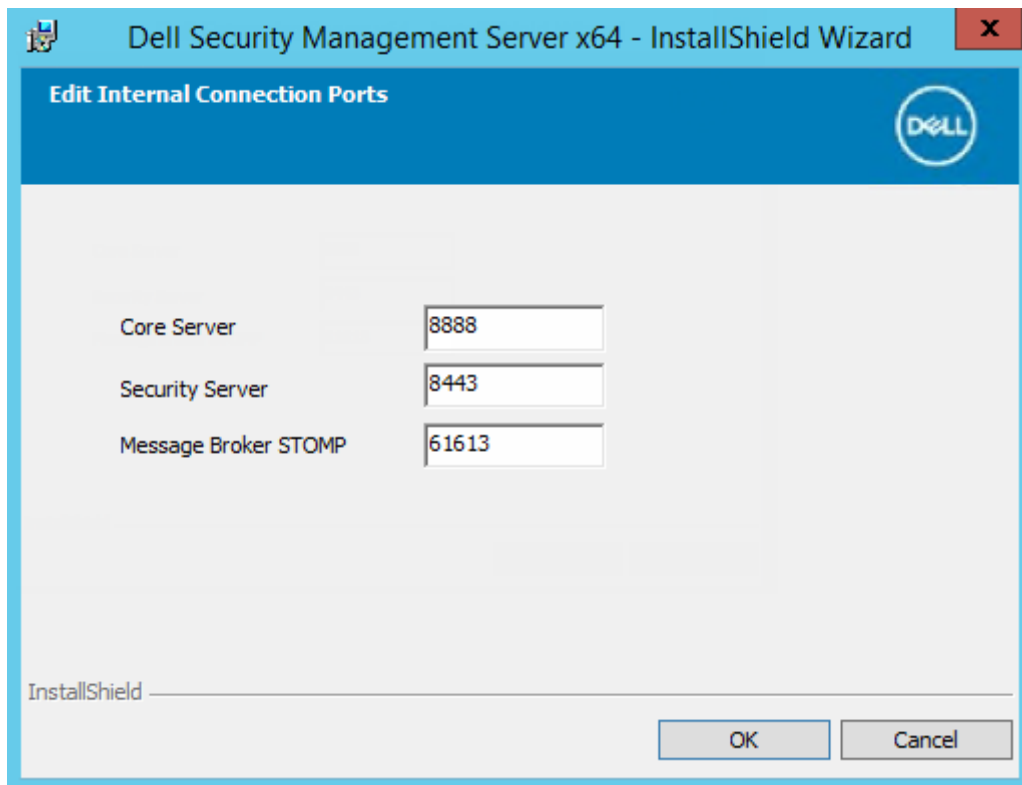 Dell Security Management Server x64 - InstallShield Wizard
x
Edit Internal Connection Ports
DELL
Core Server 8888
Security Server 8443
Message Broker STOMP 61613
InstallShield
OK Cancel